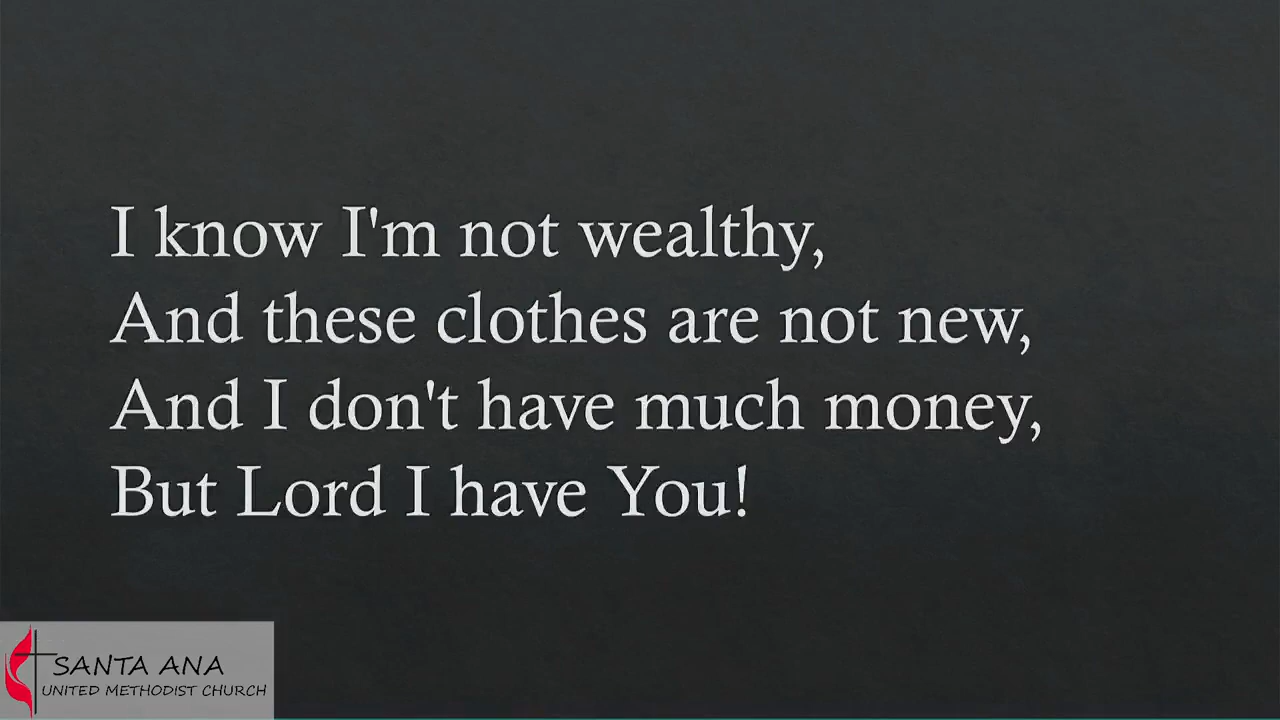 I know I'm not wealthy,
And these clothes are not new,
And I don't have much money,
But Lord I have You!
SANTA ANA
UNITED METHODIST CHURCH